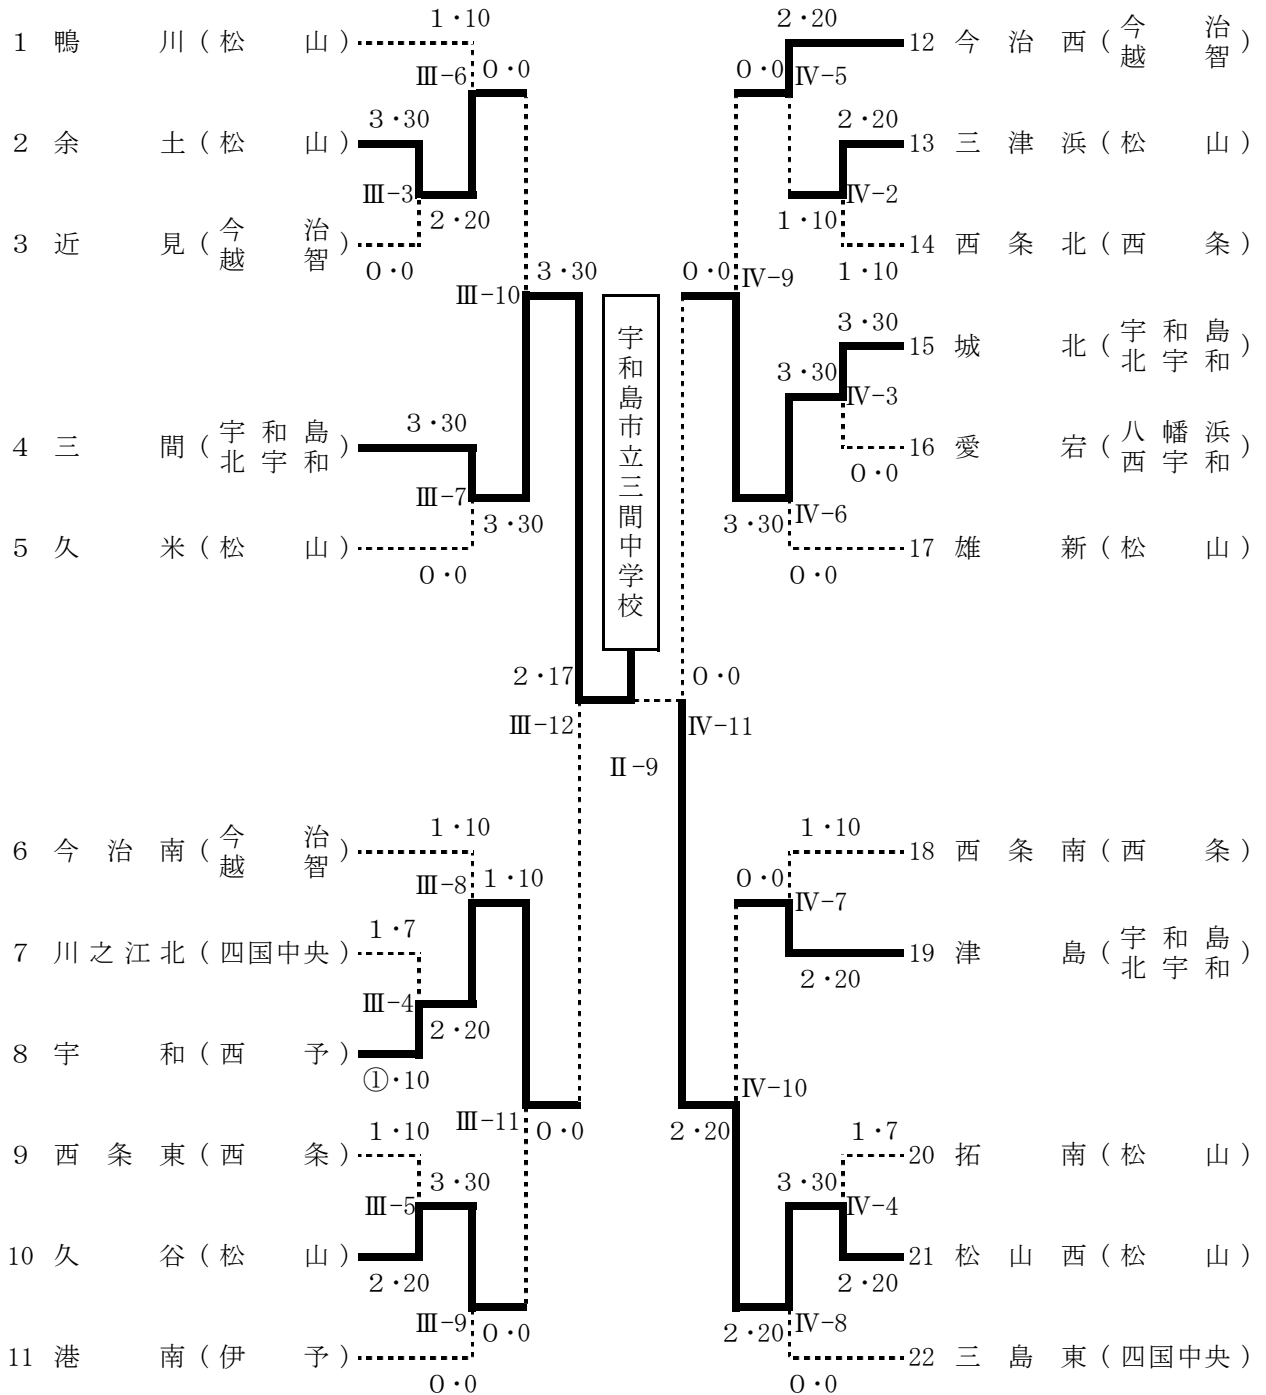 1・10
1 鴨川（松山）
Ⅲ-6 0・0
3・30
2 余土（松山）
Ⅲ-3
2・20
3 近見（今治越智）
0・0
Ⅲ-10 3・30
3・30
4 三間（宇和島北宇和）
Ⅲ-7
3・30
5 久米（松山）
0・0
2・17
Ⅲ-12
1・10
6 今治南（今治越智）
Ⅲ-8 1・10
1・7
7 川之江北（四国中央）
Ⅲ-4
2・20
8 宇和（西予）
①・10
Ⅲ-11 0・0
1・10
9 西条東（西条）
3・30
Ⅲ-5
10 久谷（松山）
2・20
Ⅲ-9
0・0
11 港南（伊予）
0・0
宇和島市立三間中学校
Ⅱ-9
2・20
12 今治西（今治越智）
0・0 Ⅳ-5
2・20
13 三津浜（松山）
Ⅳ-2
1・10
14 西条北（西条）
1・10
0・0 Ⅳ-9
3・30
15 城北（宇和島北宇和）
3・30
Ⅳ-3
16 愛宕（八幡浜西宇和）
0・0
3・30 Ⅳ-6
17 雄新（松山）
0・0
0・0
Ⅳ-11
1・10
18 西条南（西条）
0・0
Ⅳ-7
19 津島（宇和島北宇和）
2・20
Ⅳ-10
2・20
1・7
20 拓南（松山）
3・30
Ⅳ-4
21 松山西（松山）
2・20
2・20 Ⅳ-8
22 三島東（四国中央）
0・0